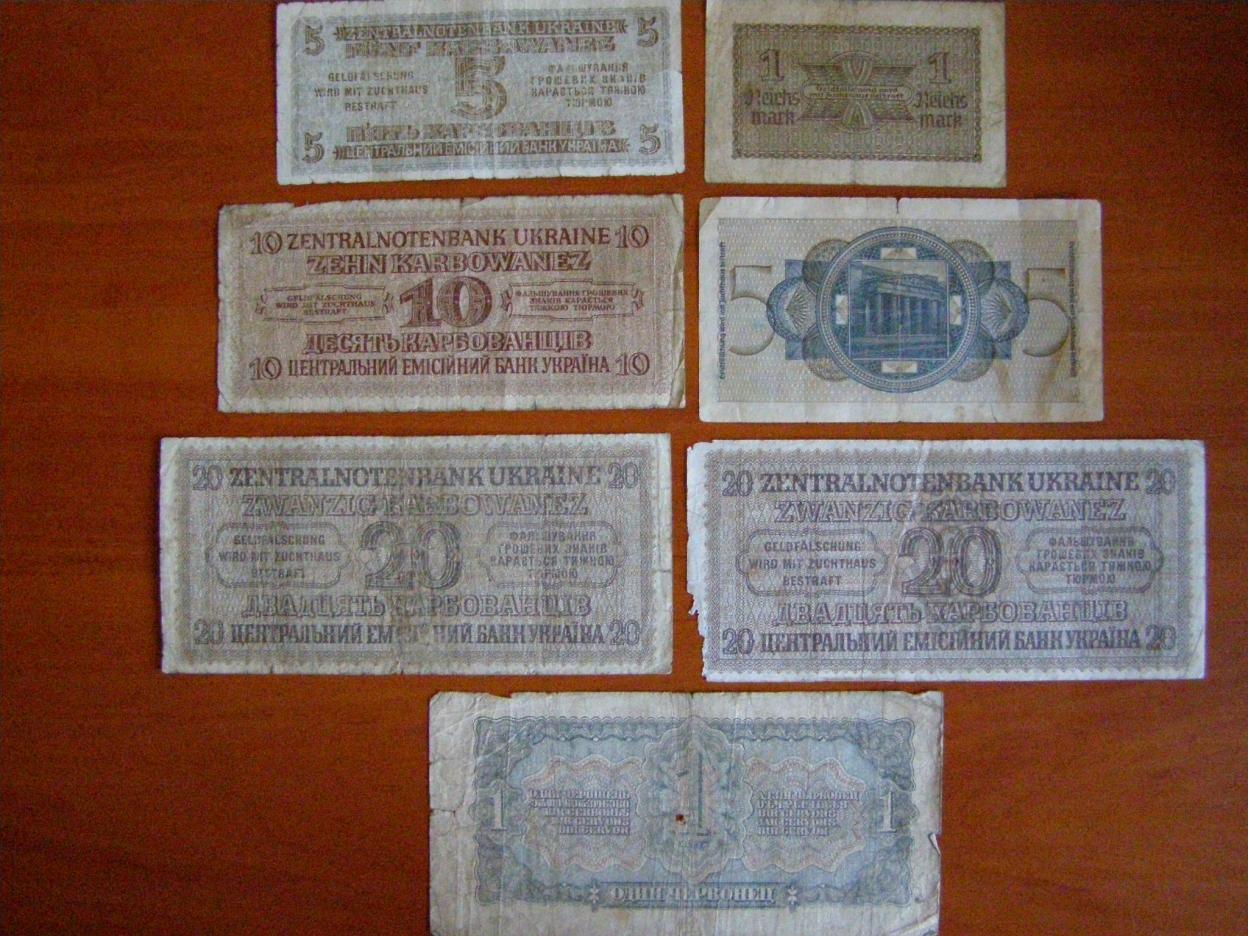 5 ZENTRALNOTENBANK UKRAINE 5
FÜNF KARBOWANEZ
GELDFÄLSCHUNG
WIRD MIT ZUCHTHAUS
BESTRAFT
5
ФАЛЬШУВАННЯ
ГРОШЕВИХ ЗНАКІВ
КАРАЄТЬСЯ ТЯЖКОЮ
ТЮРМОЮ
П'ЯТЬ КАРБОВАНЦІВ
5 ЦЕНТРАЛЬНИЙ ЕМІСІЙНИЙ БАНК УКРАЇНА 5
1 1
Reichs Reichs
mark mark
10 ZENTRALNOTENBANK UKRAINE 10
ZEHN KARBOWANEZ
GELDFÄLSCHUNG
WIRD MIT ZUCHTHAUS
BESTRAFT
10
ФАЛЬШУВАННЯ ГРОШЕВИХ
ЗНАКІВ КАРАЄТЬСЯ
ТЯЖКОЮ ТЮРМОЮ
ДЕСЯТЬ КАРБОВАНЦІВ
10 ЦЕНТРАЛЬНИЙ ЕМІСІЙНИЙ БАНК УКРАЇНА 10
5 5
20 ZENTRALNOTENBANK UKRAINE 20
ZWANZIG KARBOWANEZ
GELDFÄLSCHUNG
WIRD MIT ZUCHTHAUS
BESTRAFT
20
ФАЛЬШУВАННЯ
ГРОШЕВИХ ЗНАКІВ
КАРАЄТЬСЯ ТЯЖКОЮ
ТЮРМОЮ
ДВАДЦЯТЬ КАРБОВАНЦІВ
20 ЦЕНТРАЛЬНИЙ ЕМІСІЙНИЙ БАНК УКРАЇНА 20
20 ZENTRALNOTENBANK UKRAINE 20
ZWANZIG KARBOWANEZ
GELDFÄLSCHUNG
WIRD MIT ZUCHTHAUS
BESTRAFT
20
ФАЛЬШУВАННЯ
ГРОШЕВИХ ЗНАКІВ
КАРАЄТЬСЯ ТЯЖКОЮ
ТЮРМОЮ
ДВАДЦЯТЬ КАРБОВАНЦІВ
20 ЦЕНТРАЛЬНИЙ ЕМІСІЙНИЙ БАНК УКРАЇНА 20
1 1 1
ОДИН ЧЕРВОНЕЦ